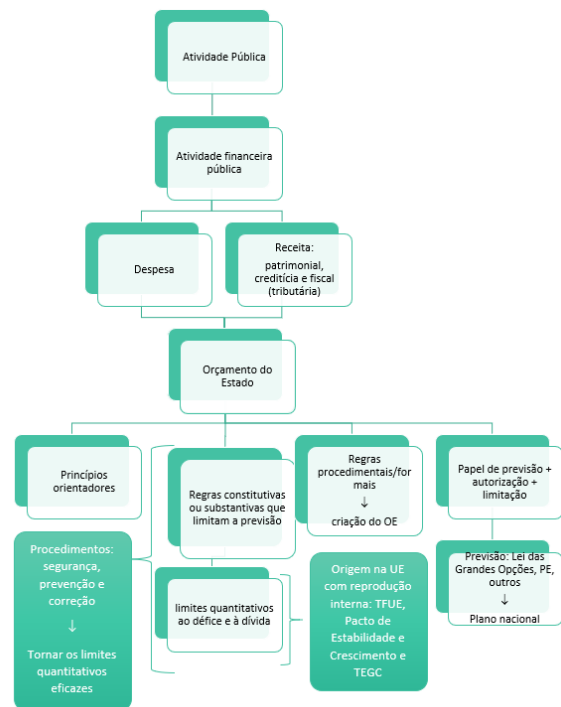 Atividade Pública
Atividade financeira
pública
Despesa
Receita:
patrimonial,
creditícia e fiscal
(tributária)
Orçamento do
Estado
Princípios
orientadores
Regras constitutivas
ou substantivas que
limitam a previsão
Regras
procedimentais/for
mais
↓
criação do OE
Papel de previsão +
autorização +
limitação
Procedimentos:
segurança,
prevenção e
correção
↓
Tornar os limites
quantitativos
eficazes
limites quantitativos
ao défice e à dívida
Origem na UE
com reprodução
interna: TFUE,
Pacto de
Estabilidade e
Crescimento e
TEGC
Previsão: Lei das
Grandes Opções, PE,
outros
↓
Plano nacional